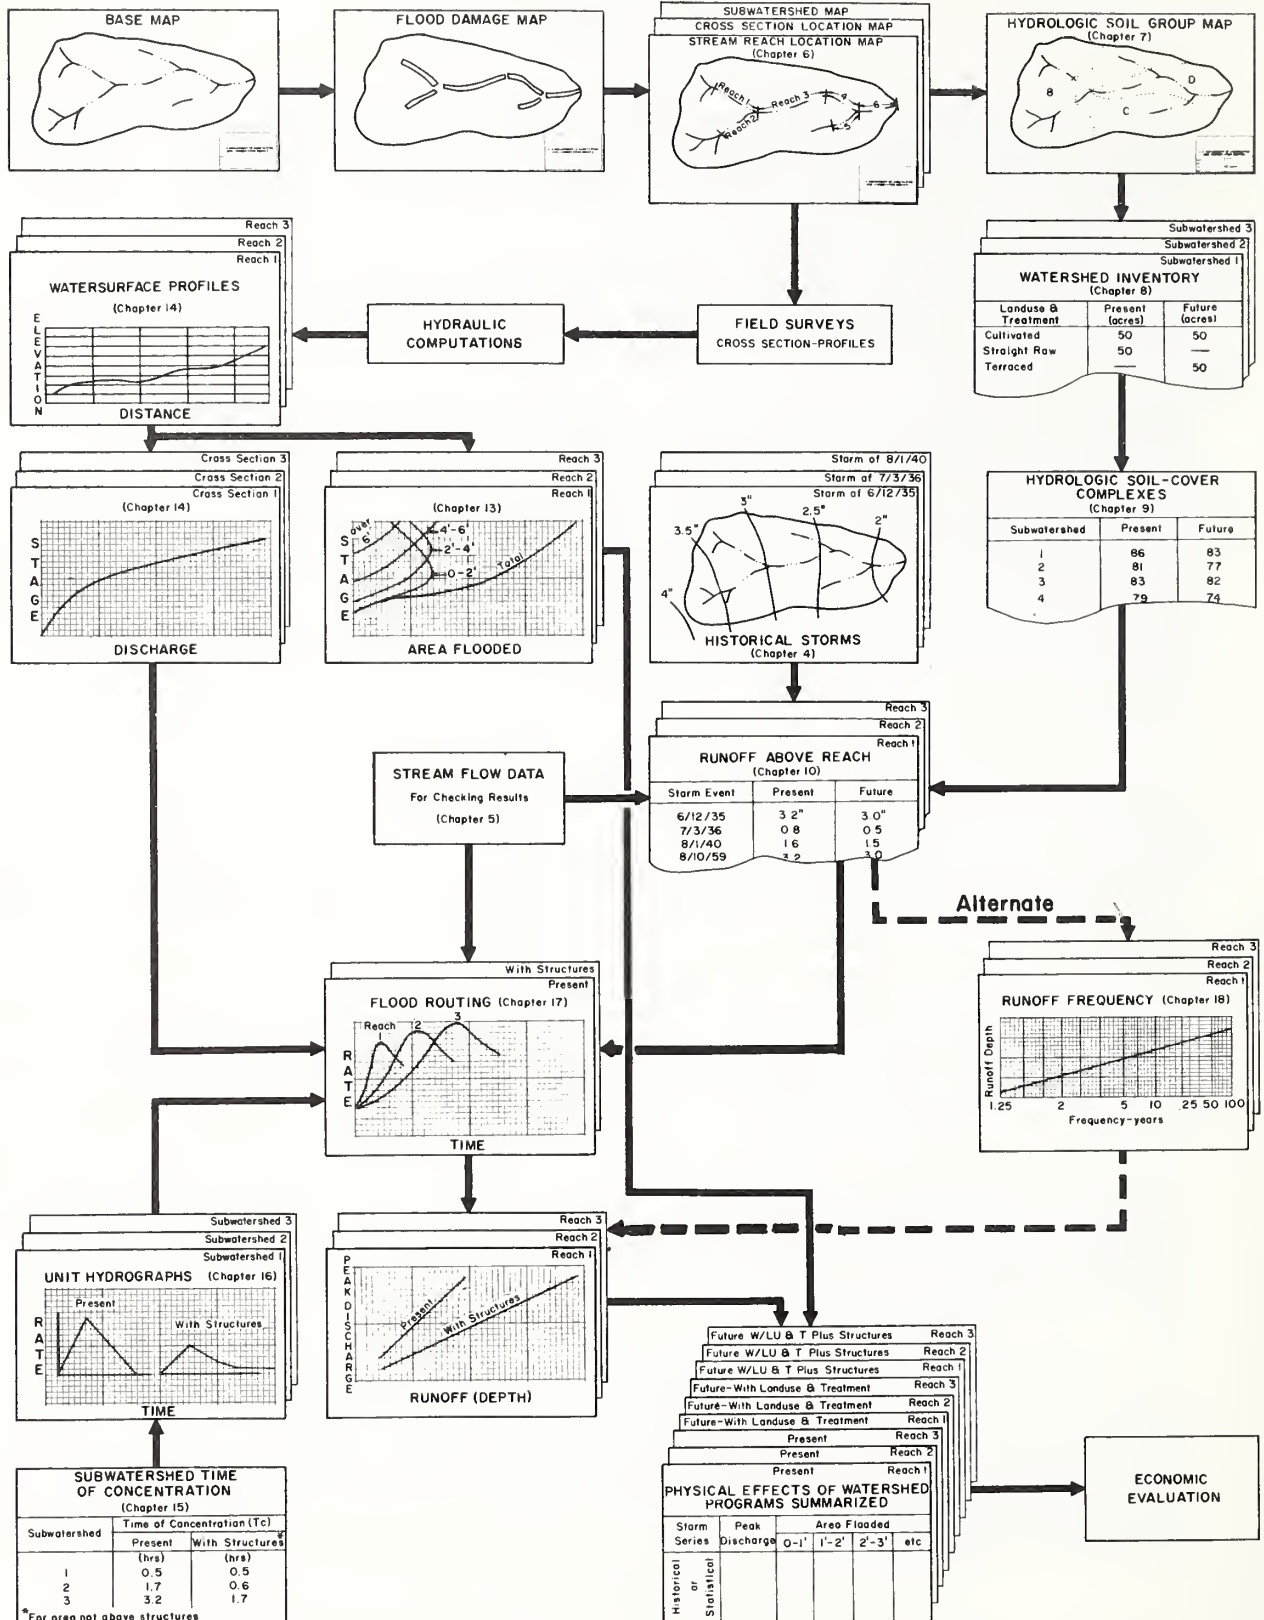 BASE MAP
FLOOD DAMAGE MAP
SUBWATERSHED MAP
CROSS SECTION LOCATION MAP
STREAM REACH LOCATION MAP
(Chapter 6)
Reach 1
Reach 2
Reach 3
4
5
6
HYDROLOGIC SOIL GROUP MAP
(Chapter 7)
B
C
D
Reach 3
Reach 2
Reach 1
WATERSURFACE PROFILES
(Chapter 14)
ELEVATION
DISTANCE
HYDRAULIC
COMPUTATIONS
FIELD SURVEYS
CROSS SECTION-PROFILES
Subwatershed 3
Subwatershed 2
Subwatershed 1
WATERSHED INVENTORY
(Chapter 8)
Landuse & Present Future
Treatment (acres) (acres)
Cultivated 50 50
Straight Raw 50 —
Terraced — 50
Cross Section 3
Cross Section 2
Cross Section 1
(Chapter 14)
STAGE
DISCHARGE
Reach 3
Reach 2
Reach 1
(Chapter 13)
over
6'
4'-6'
2'-4'
0-2'
Total
STAGE
AREA FLOODED
Storm of 8/1/40
Storm of 7/3/36
Storm of 6/12/35
4"
3.5"
3"
2.5"
2"
HISTORICAL STORMS
(Chapter 4)
HYDROLOGIC SOIL-COVER
COMPLEXES
(Chapter 9)
Subwatershed Present Future
1 86 83
2 81 77
3 83 82
4 79 74
STREAM FLOW DATA
For Checking Results
(Chapter 5)
Reach 3
Reach 2
Reach 1
RUNOFF ABOVE REACH
(Chapter 10)
Storm Event Present Future
6/12/35 3 2" 3.0"
7/3/36 0 8 0 5
8/1/40 1 6 1.5
8/10/59 3 2 3 0
Alternate
With Structures
Present
FLOOD ROUTING (Chapter 17)
Reach
1
2
3
RATE
TIME
Reach 3
Reach 2
Reach 1
RUNOFF FREQUENCY (Chapter 18)
Runoff Depth
1.25 2 5 10 25 50 100
Frequency-years
Subwatershed 3
Subwatershed 2
Subwatershed 1
UNIT HYDROGRAPHS (Chapter 16)
Present
With Structures
RATE
TIME
Reach 3
Reach 2
Reach 1
PEAK DISCHARGE
Present
With Structures
RUNOFF (DEPTH)
SUBWATERSHED TIME
OF CONCENTRATION
(Chapter 15)
Subwatershed Time of Concentration (Tc)
Present With Structures*
(hrs) (hrs)
1 0.5 0.5
2 1.7 0.6
3 3.2 1.7
*For area not above structures
Future W/LU & T Plus Structures Reach 3
Future W/LU & T Plus Structures Reach 2
Future W/LU & T Plus Structures Reach 1
Future-With Landuse & Treatment Reach 3
Future-With Landuse & Treatment Reach 2
Future-With Landuse & Treatment Reach 1
Present Reach 3
Present Reach 2
Present Reach 1
PHYSICAL EFFECTS OF WATERSHED
PROGRAMS SUMMARIZED
Storm Peak Area Flooded
Series Discharge 0-1' 1'-2' 2'-3' etc
Historical
or
Statistical
ECONOMIC
EVALUATION